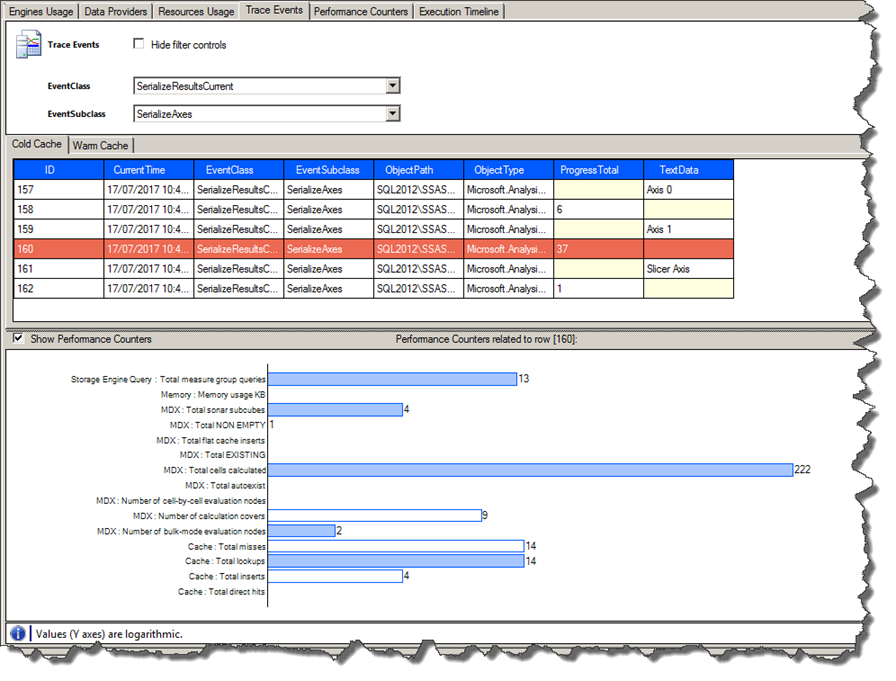 Engines Usage Data Providers Resources Usage Trace Events Performance Counters Execution Timeline
Trace Events Hide filter controls
EventClass SerializeResultsCurrent
EventSubclass SerializeAxes
Cold Cache Warm Cache
ID CurrentTime EventClass EventSubclass ObjectPath ObjectType ProgressTotal TextData
157 17/07/2017 10:4... SerializeResultsC... SerializeAxes SQL2012\SSAS... Microsoft.Analysi... Axis 0
158 17/07/2017 10:4... SerializeResultsC... SerializeAxes SQL2012\SSAS... Microsoft.Analysi... 6
159 17/07/2017 10:4... SerializeResultsC... SerializeAxes SQL2012\SSAS... Microsoft.Analysi... Axis 1
160 17/07/2017 10:4... SerializeResultsC... SerializeAxes SQL2012\SSAS... Microsoft.Analysi... 37
161 17/07/2017 10:4... SerializeResultsC... SerializeAxes SQL2012\SSAS... Microsoft.Analysi... Slicer Axis
162 17/07/2017 10:4... SerializeResultsC... SerializeAxes SQL2012\SSAS... Microsoft.Analysi... 1
Show Performance Counters Performance Counters related to row [160]:
Storage Engine Query : Total measure group queries 13
Memory : Memory usage KB
MDX : Total sonar subcubes 4
MDX : Total NON EMPTY 1
MDX : Total flat cache inserts
MDX : Total EXISTING
MDX : Total cells calculated 222
MDX : Total autoexist
MDX : Number of cell-by-cell evaluation nodes
MDX : Number of calculation covers 9
MDX : Number of bulk-mode evaluation nodes 2
Cache : Total misses 14
Cache : Total lookups 14
Cache : Total inserts 4
Cache : Total direct hits
Values (Y axes) are logarithmic.